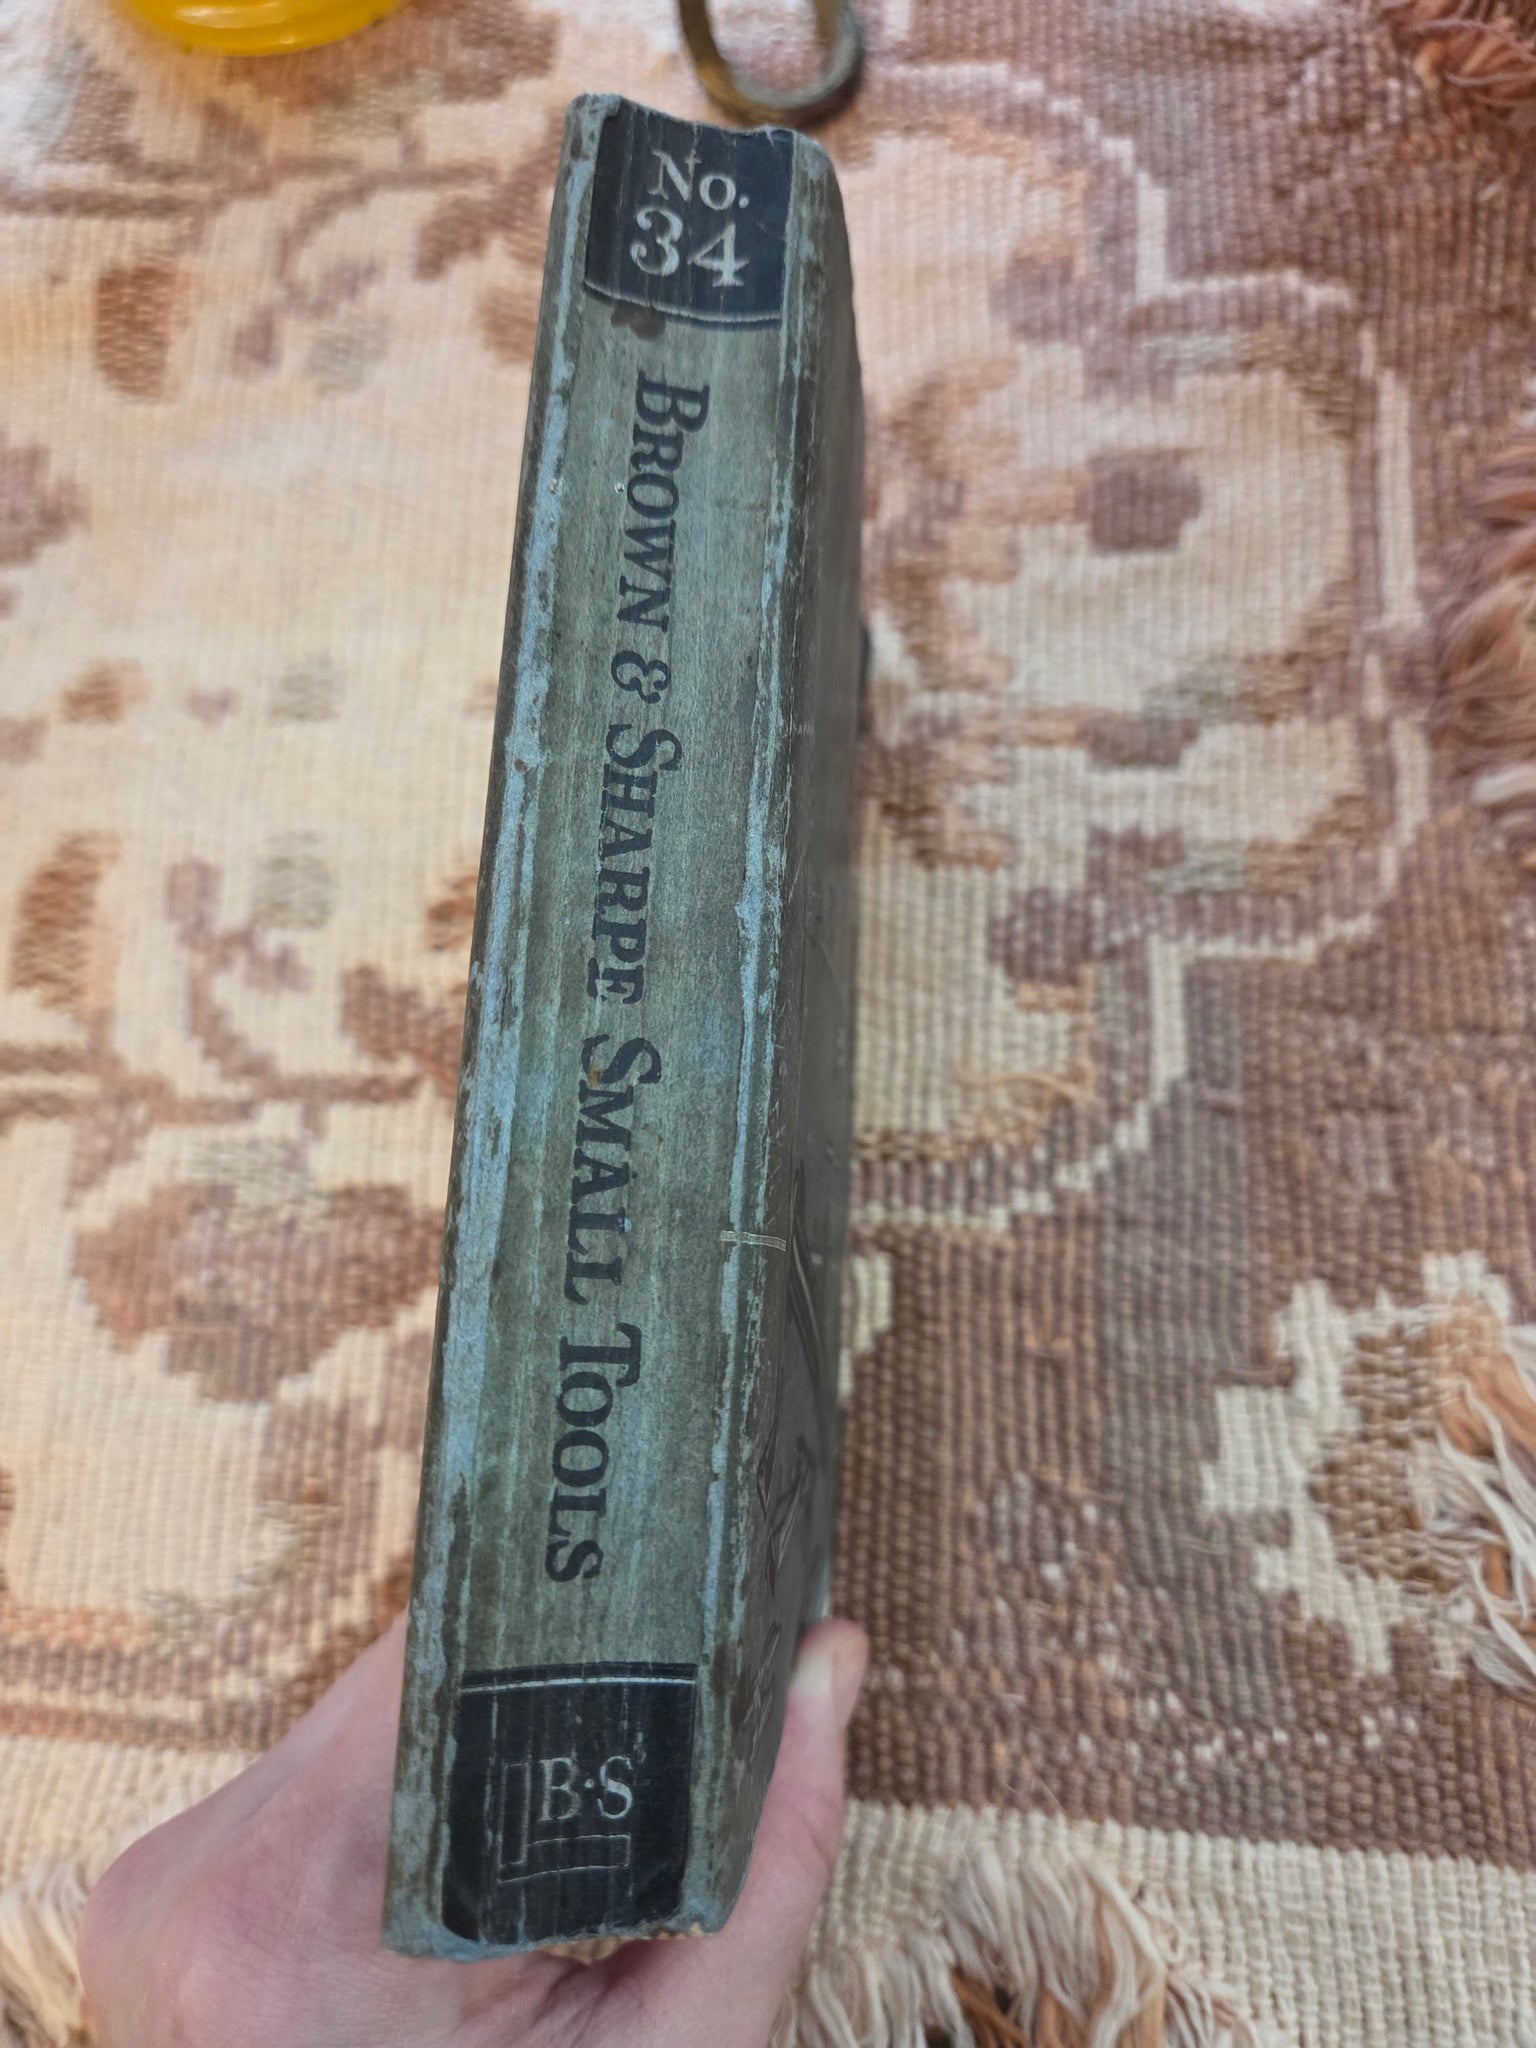 No.
34
BROWN & SHARPE SMALL TOOLS
B·S